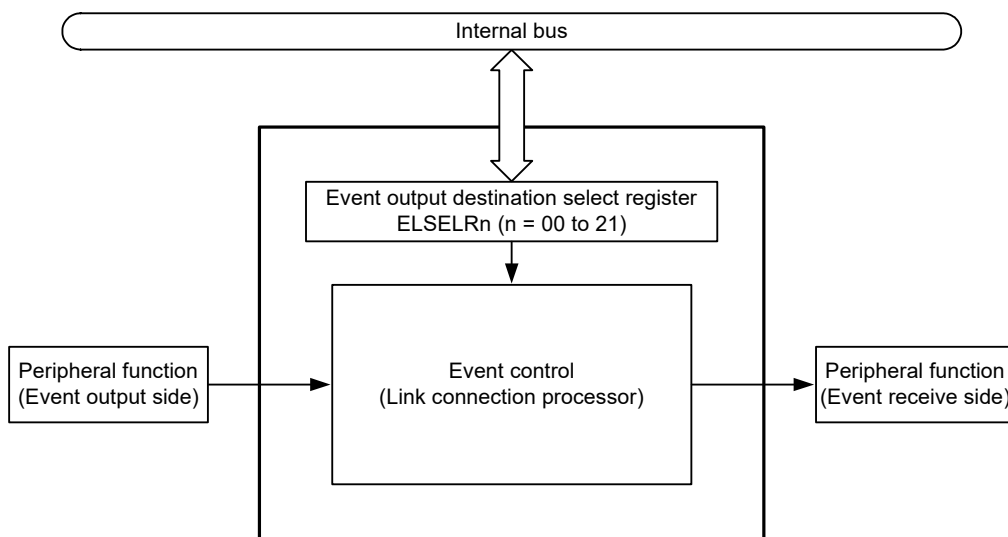 Internal bus
Event output destination select register
ELSELRn (n = 00 to 21)
Peripheral function
(Event output side)
Event control
(Link connection processor)
Peripheral function
(Event receive side)